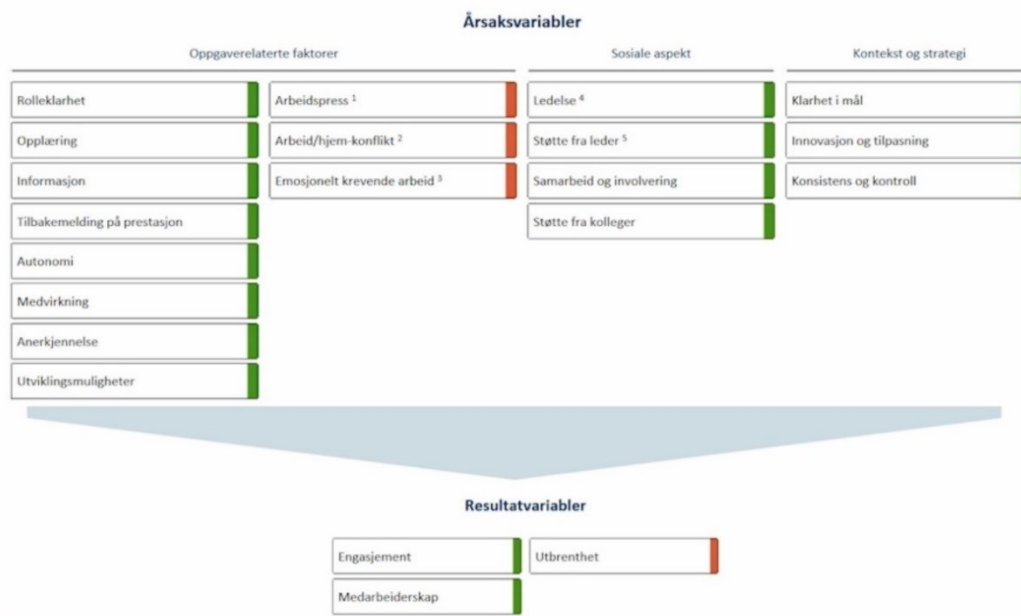 Årsaksvariabler
Oppgaverelaterte faktorer
Sosiale aspekt
Kontekst og strategi
Rolleklarhet
Opplæring
Informasjon
Tilbakemelding på prestasjon
Autonomi
Medvirkning
Anerkjennelse
Utviklingsmuligheter
Arbeidspress ¹
Arbeid/hjem-konflikt ²
Emosjonelt krevende arbeid ³
Ledelse ⁴
Støtte fra leder ⁵
Samarbeid og involvering
Støtte fra kolleger
Klarhet i mål
Innovasjon og tilpasning
Konsistens og kontroll
Resultatvariabler
Engasjement
Medarbeiderskap
Utbrenthet